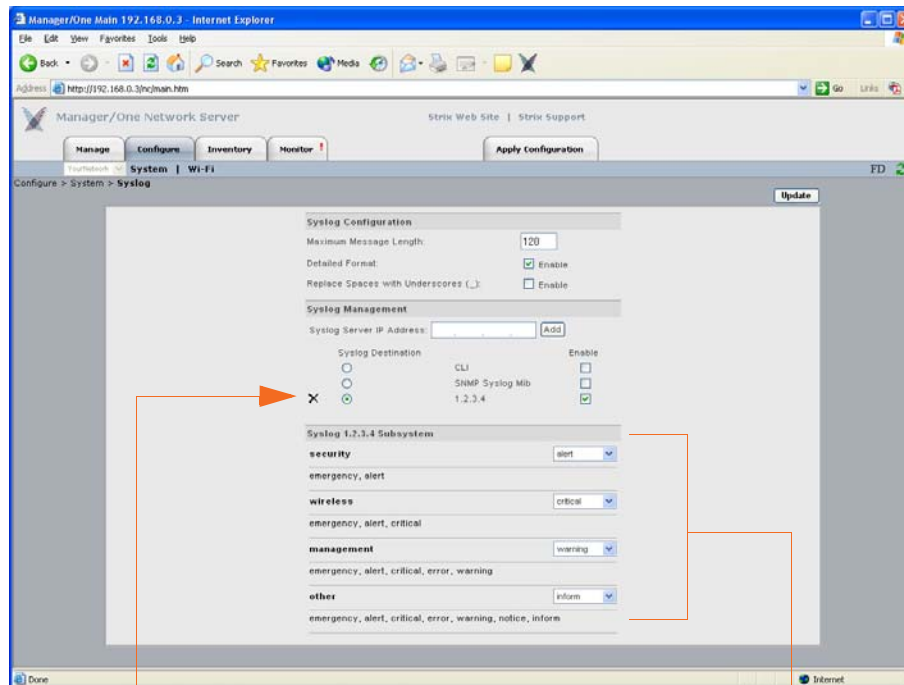 Manager/One Main 192.168.0.3 - Internet Explorer
File Edit View Favorites Tools Help
Back Search Favorites Media
Address http://192.168.0.3/nc/main.htm Go Links
Manager/One Network Server Strix Web Site | Strix Support
Manage Configure Inventory Monitor ! Apply Configuration
YourNetwork System | Wi-Fi FD
Configure > System > Syslog
Update
Syslog Configuration
Maximum Message Length: 120
Detailed Format: Enable
Replace Spaces with Underscores (_): Enable
Syslog Management
Syslog Server IP Address: . . . Add
Syslog Destination Enable
CLI
SNMP Syslog Mib
1.2.3.4
Syslog 1.2.3.4 Subsystem
security alert
emergency, alert
wireless critical
emergency, alert, critical
management warning
emergency, alert, critical, error, warning
other inform
emergency, alert, critical, error, warning, notice, inform
Done Internet